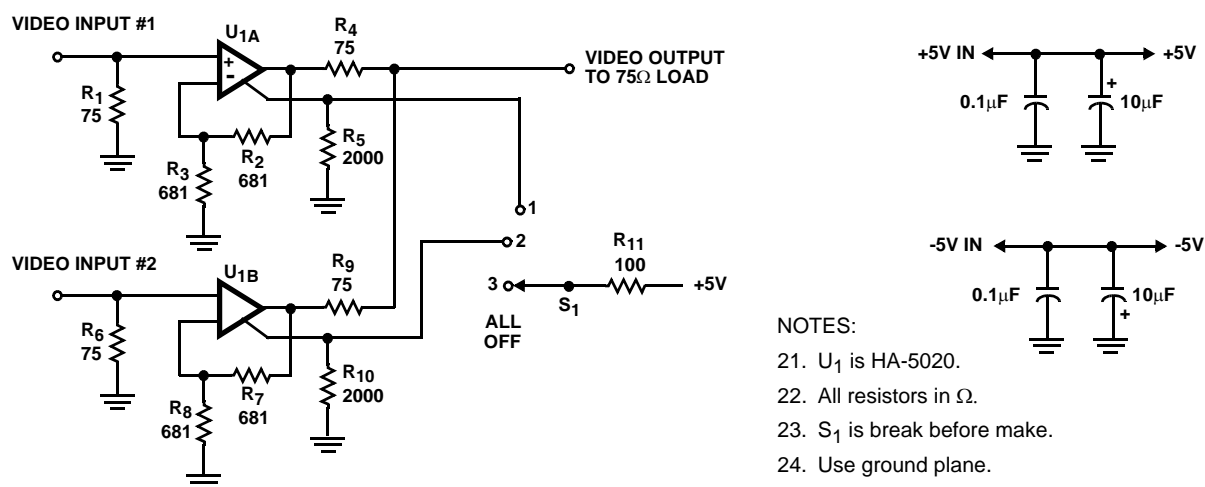 VIDEO INPUT #1
U1A
+
-
R4
75
VIDEO OUTPUT
TO 75Ω LOAD
R1
75
R2
681
R3
681
R5
2000
1
2
3
ALL
OFF
S1
R11
100
+5V
VIDEO INPUT #2
U1B
R9
75
R6
75
R7
681
R8
681
R10
2000
+5V IN
+5V
0.1μF
+
10μF
-5V IN
-5V
0.1μF
10μF
+
NOTES:
21. U1 is HA-5020.
22. All resistors in Ω.
23. S1 is break before make.
24. Use ground plane.